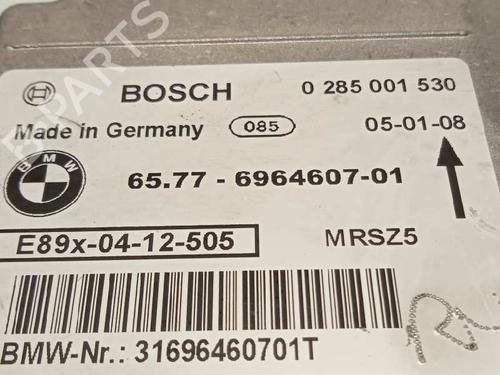 BOSCH 0 285 001 530
Made in Germany 085 05-01-08
BMW 65.77 - 6964607-01
E89x-04-12-505 MRSZ5
BMW-Nr.: 31696460701T